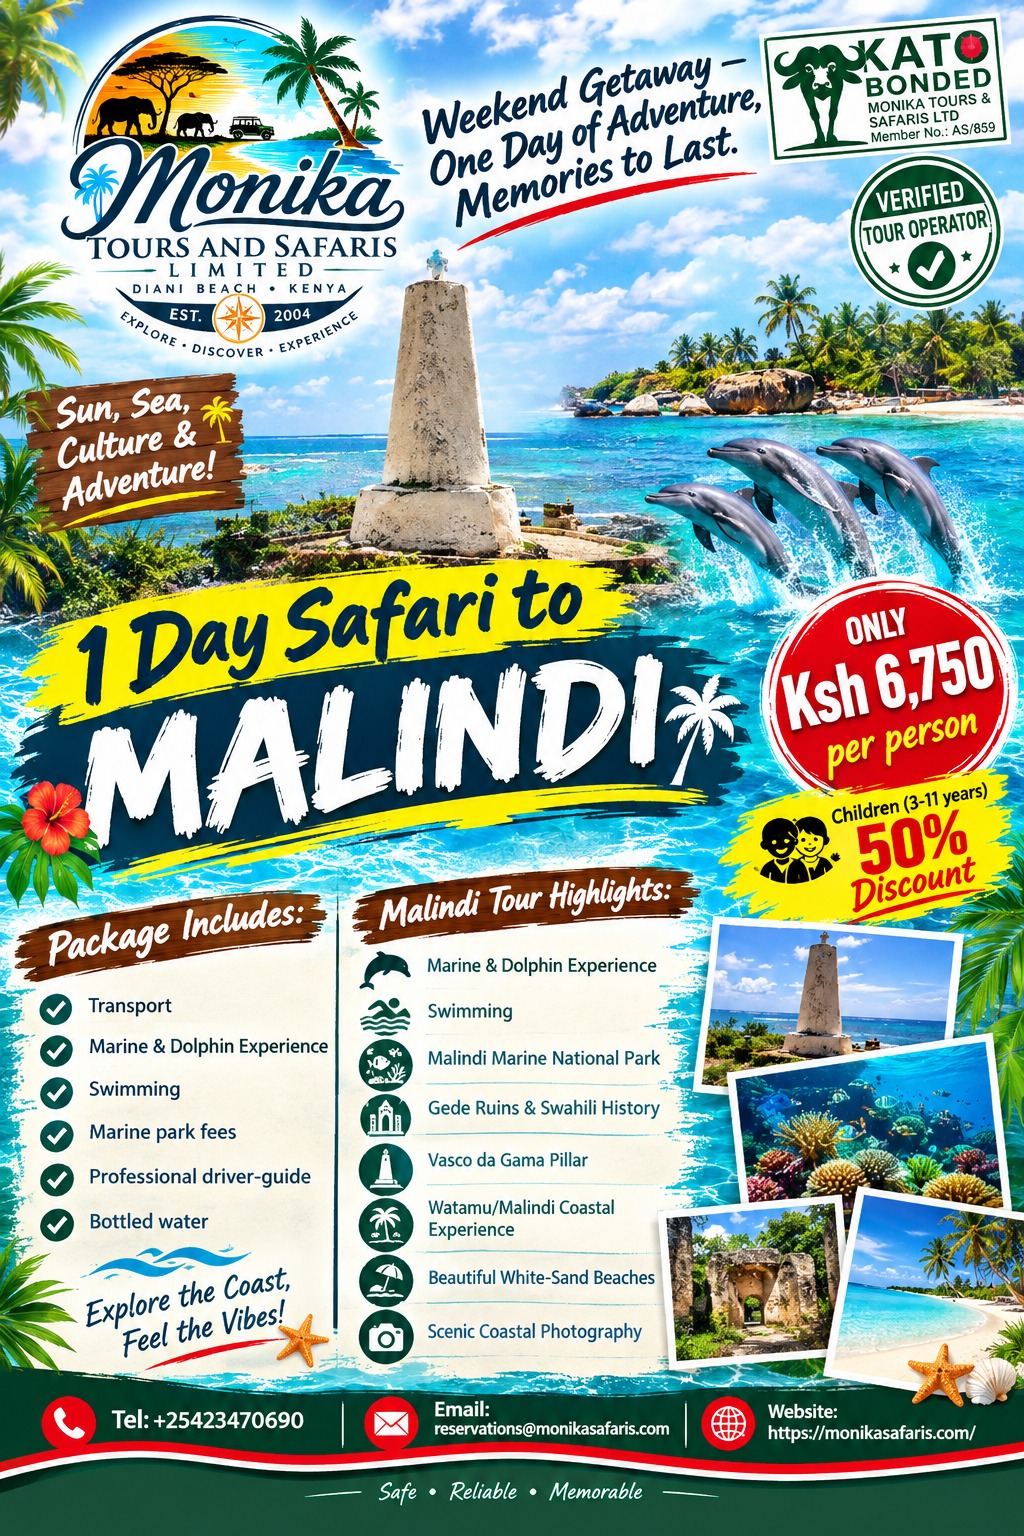 Monika
TOURS AND SAFARIS
LIMITED
DIANI BEACH • KENYA
EST. 2004
EXPLORE • DISCOVER • EXPERIENCE
Weekend Getaway –
One Day of Adventure,
Memories to Last.
KATO
BONDED
MONIKA TOURS &
SAFARIS LTD
Member No.: AS/859
VERIFIED
TOUR OPERATOR
Sun, Sea,
Culture &
Adventure!
1 Day Safari to
MALINDI
ONLY
Ksh 6,750
per person
Children (3-11 years)
50%
Discount
Package Includes:
Transport
Marine & Dolphin Experience
Swimming
Marine park fees
Professional driver-guide
Bottled water
Explore the Coast,
Feel the Vibes!
Malindi Tour Highlights:
Marine & Dolphin Experience
Swimming
Malindi Marine National Park
Gede Ruins & Swahili History
Vasco da Gama Pillar
Watamu/Malindi Coastal
Experience
Beautiful White-Sand Beaches
Scenic Coastal Photography
Tel: +25423470690
Email:
reservations@monikasafaris.com
Website:
https://monikasafaris.com/
Safe • Reliable • Memorable